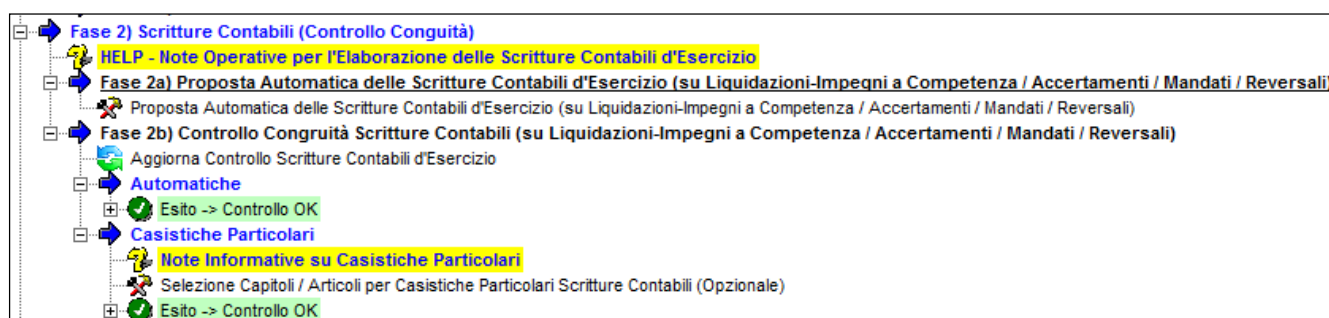 Fase 2) Scritture Contabili (Controllo Conguità)
HELP - Note Operative per l'Elaborazione delle Scritture Contabili d'Esercizio
Fase 2a) Proposta Automatica delle Scritture Contabili d'Esercizio (su Liquidazioni-Impegni a Competenza / Accertamenti / Mandati / Reversali)
Proposta Automatica delle Scritture Contabili d'Esercizio (su Liquidazioni-Impegni a Competenza / Accertamenti / Mandati / Reversali)
Fase 2b) Controllo Congruità Scritture Contabili (su Liquidazioni-Impegni a Competenza / Accertamenti / Mandati / Reversali)
Aggiorna Controllo Scritture Contabili d'Esercizio
Automatiche
Esito -> Controllo OK
Casistiche Particolari
Note Informative su Casistiche Particolari
Selezione Capitoli / Articoli per Casistiche Particolari Scritture Contabili (Opzionale)
Esito -> Controllo OK